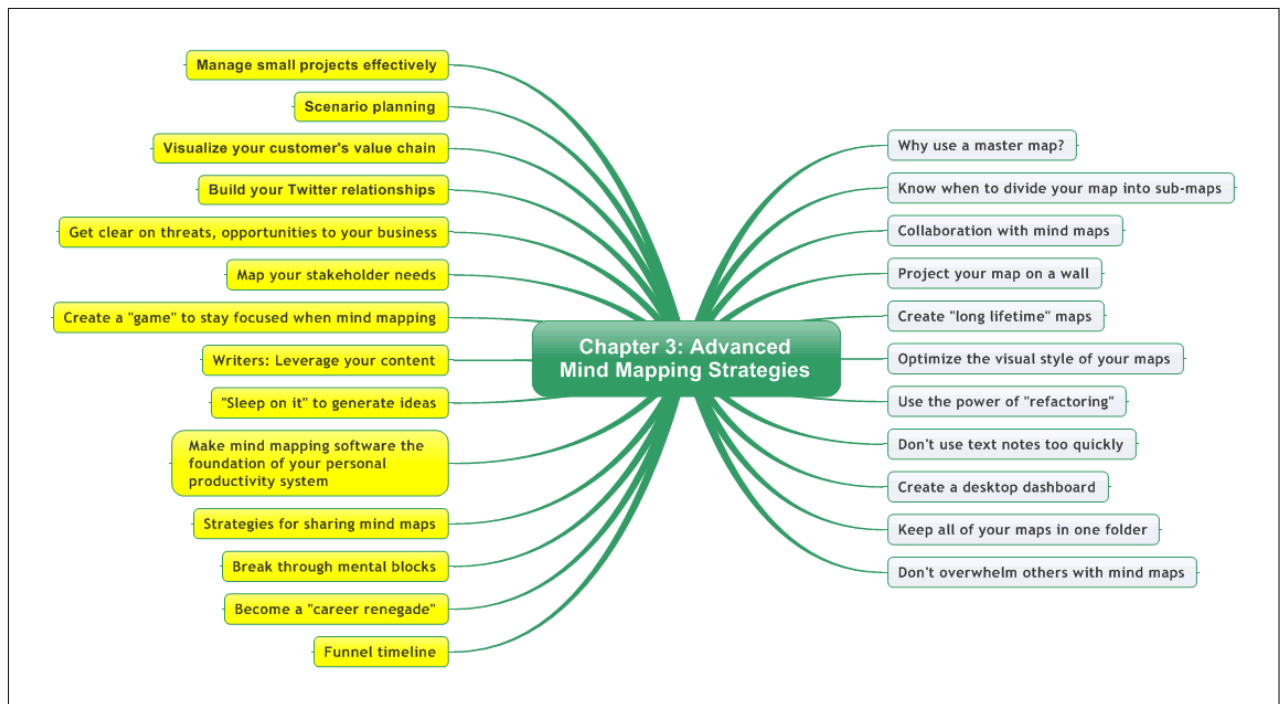 Manage small projects effectively
Scenario planning
Visualize your customer's value chain
Build your Twitter relationships
Get clear on threats, opportunities to your business
Map your stakeholder needs
Create a "game" to stay focused when mind mapping
Writers: Leverage your content
"Sleep on it" to generate ideas
Make mind mapping software the
foundation of your personal
productivity system
Strategies for sharing mind maps
Break through mental blocks
Become a "career renegade"
Funnel timeline
Chapter 3: Advanced
Mind Mapping Strategies
Why use a master map?
Know when to divide your map into sub-maps
Collaboration with mind maps
Project your map on a wall
Create "long lifetime" maps
Optimize the visual style of your maps
Use the power of "refactoring"
Don't use text notes too quickly
Create a desktop dashboard
Keep all of your maps in one folder
Don't overwhelm others with mind maps